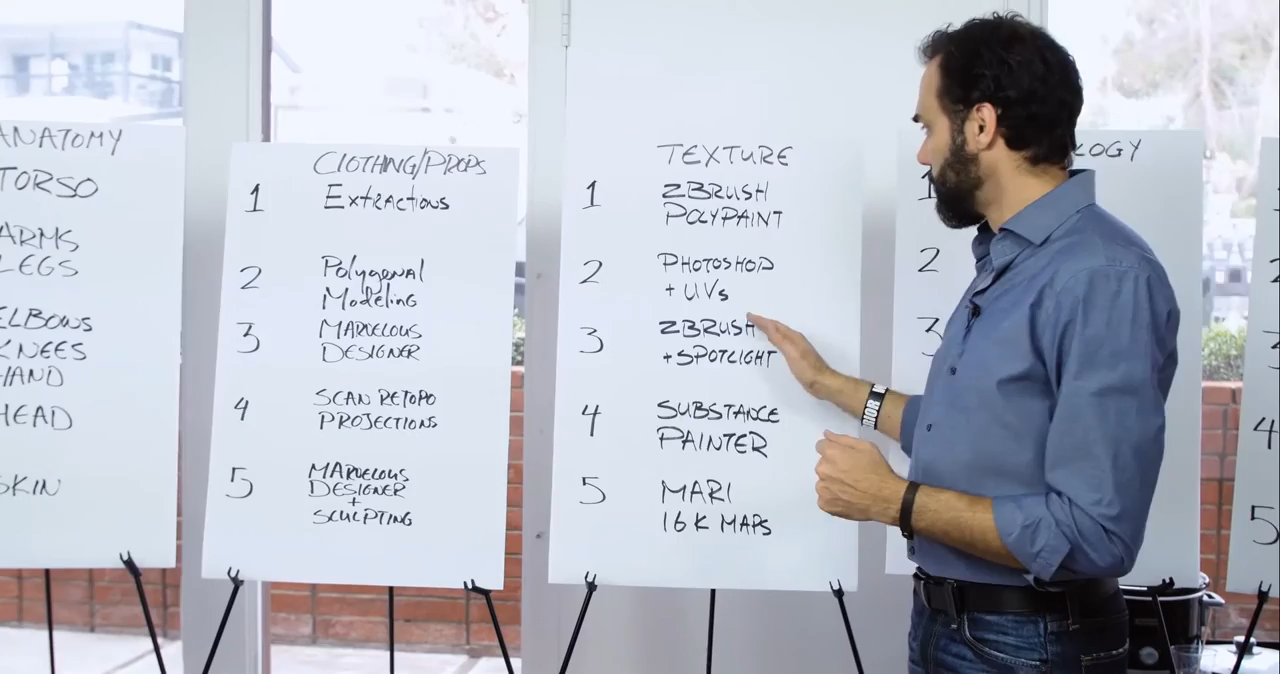 ANATOMY
TORSO
ARMS
LEGS
ELBOWS
KNEES
HAND
HEAD
SKIN
CLOTHING/PROPS
1 Extractions
2 Polygonal
Modeling
3 MARVELOUS
DESIGNER
4 SCAN RETOPO
PROJECTIONS
5 MARVELOUS
DESIGNER
+
SCULPTING
TEXTURE
1 ZBRUSH
POLYPAINT
2 PHOTOSHOP
+ UVs
3 ZBRUSH
+ SPOTLIGHT
4 SUBSTANCE
PAINTER
5 MARI
16K MAPS
LOGY
1
2
3
4
5